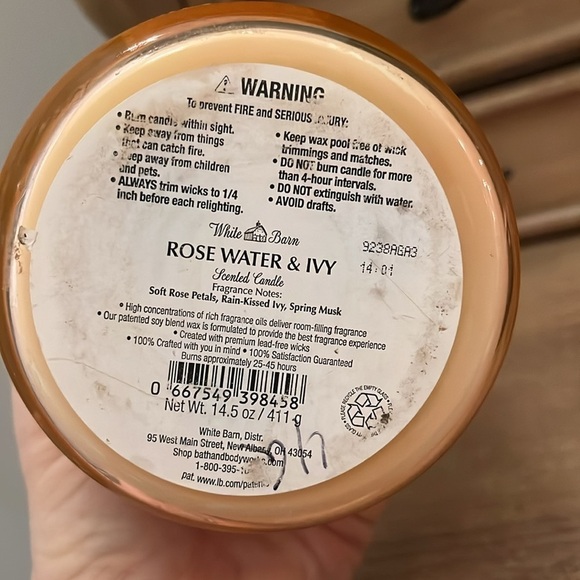 WARNING
To prevent FIRE and SERIOUS INJURY:
• Burn candle within sight.
• Keep away from things
that can catch fire.
• Keep away from children
and pets.
• ALWAYS trim wicks to 1/4
inch before each relighting.
• Keep wax pool free of wick
trimmings and matches.
• DO NOT burn candle for more
than 4-hour intervals.
• DO NOT extinguish with water.
• AVOID drafts.
White Barn
9238AGA3
14:01
ROSE WATER & IVY
Scented Candle
Fragrance Notes:
Soft Rose Petals, Rain-Kissed Ivy, Spring Musk
• High concentrations of rich fragrance oils deliver room-filling fragrance
• Our patented soy blend wax is formulated to provide the best fragrance experience
• Created with premium lead-free wicks
• 100% Crafted with you in mind • 100% Satisfaction Guaranteed
Burns approximately 25-45 hours
0 667549 398458
Net Wt. 14.5 oz / 411 g
PLEASE RECYCLE THE EMPTY GLASS
White Barn, Distr.
95 West Main Street, New Albany, OH 43054
Shop bathandbodyworks.com
1-800-395-
pat. www.lb.com/patents